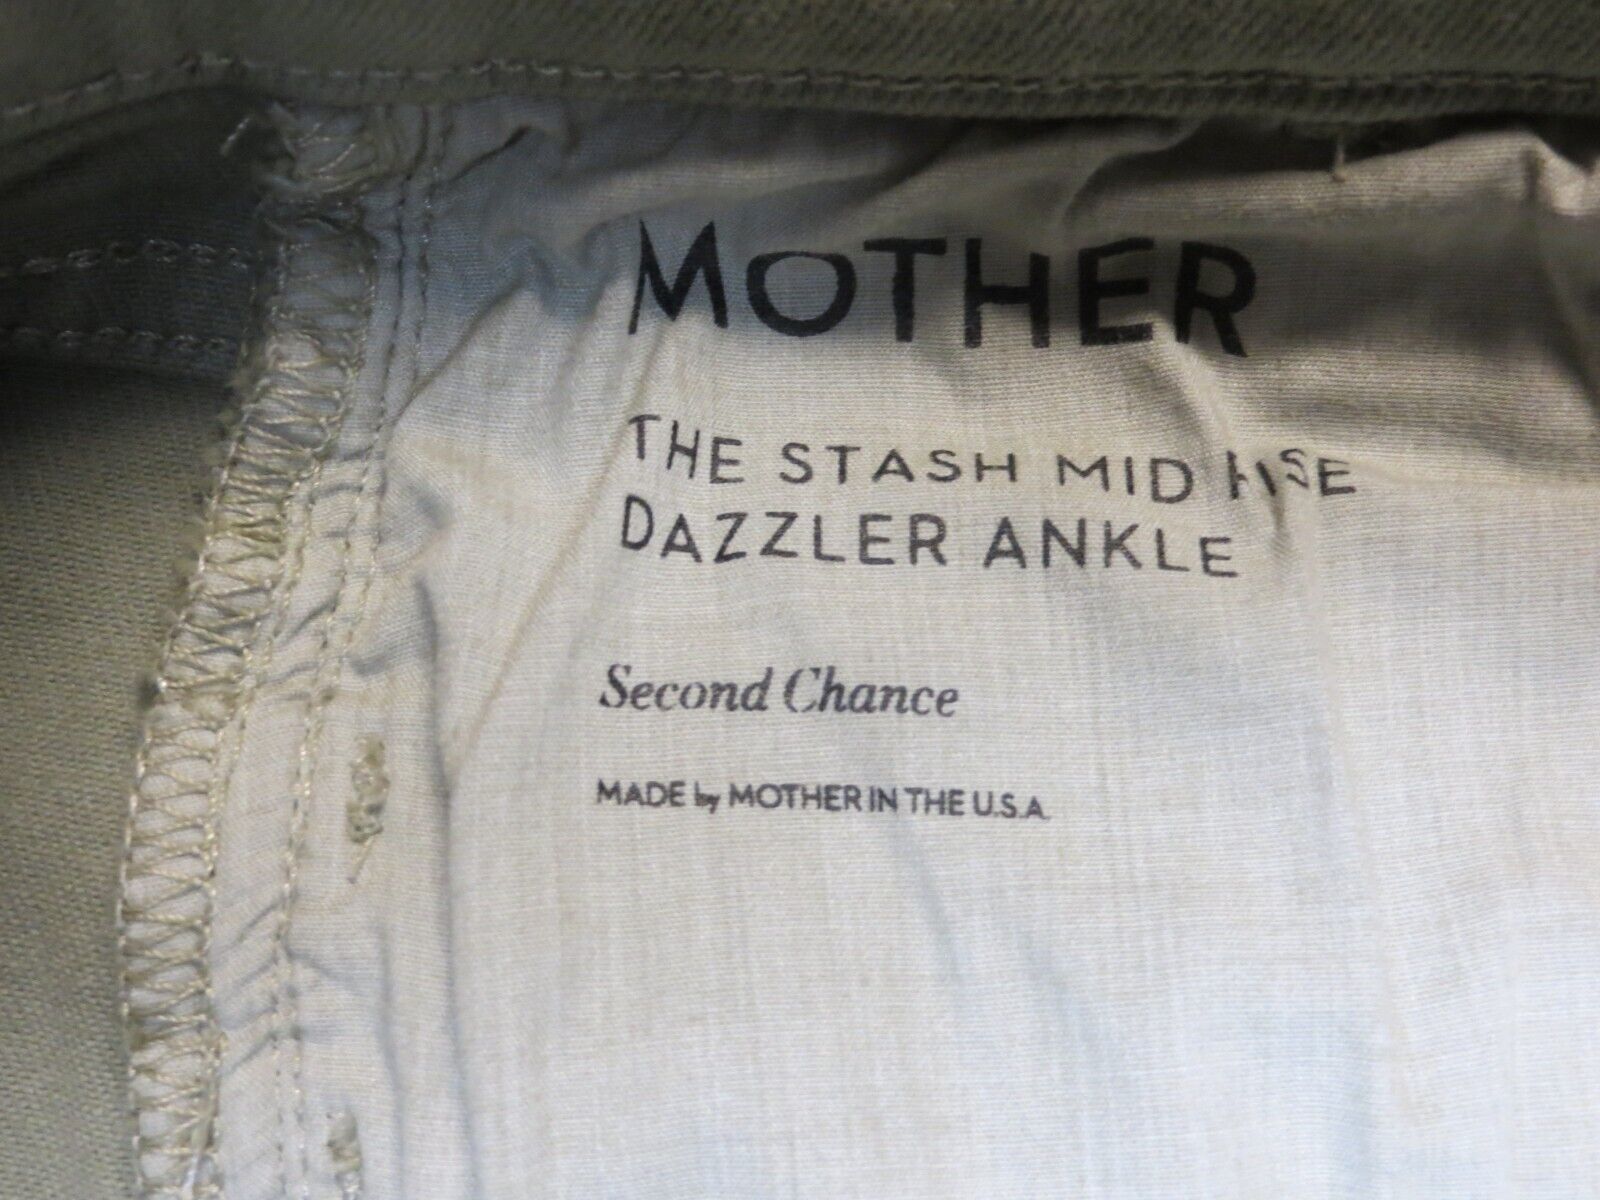 MOTHER
THE STASH MID RISE
DAZZLER ANKLE
Second Chance
MADE by MOTHER IN THE U.S.A.